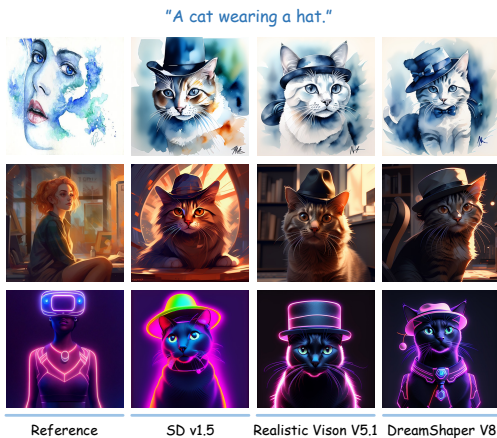 "A cat wearing a hat."
Reference
SD v1.5
Realistic Vison V5.1
DreamShaper V8